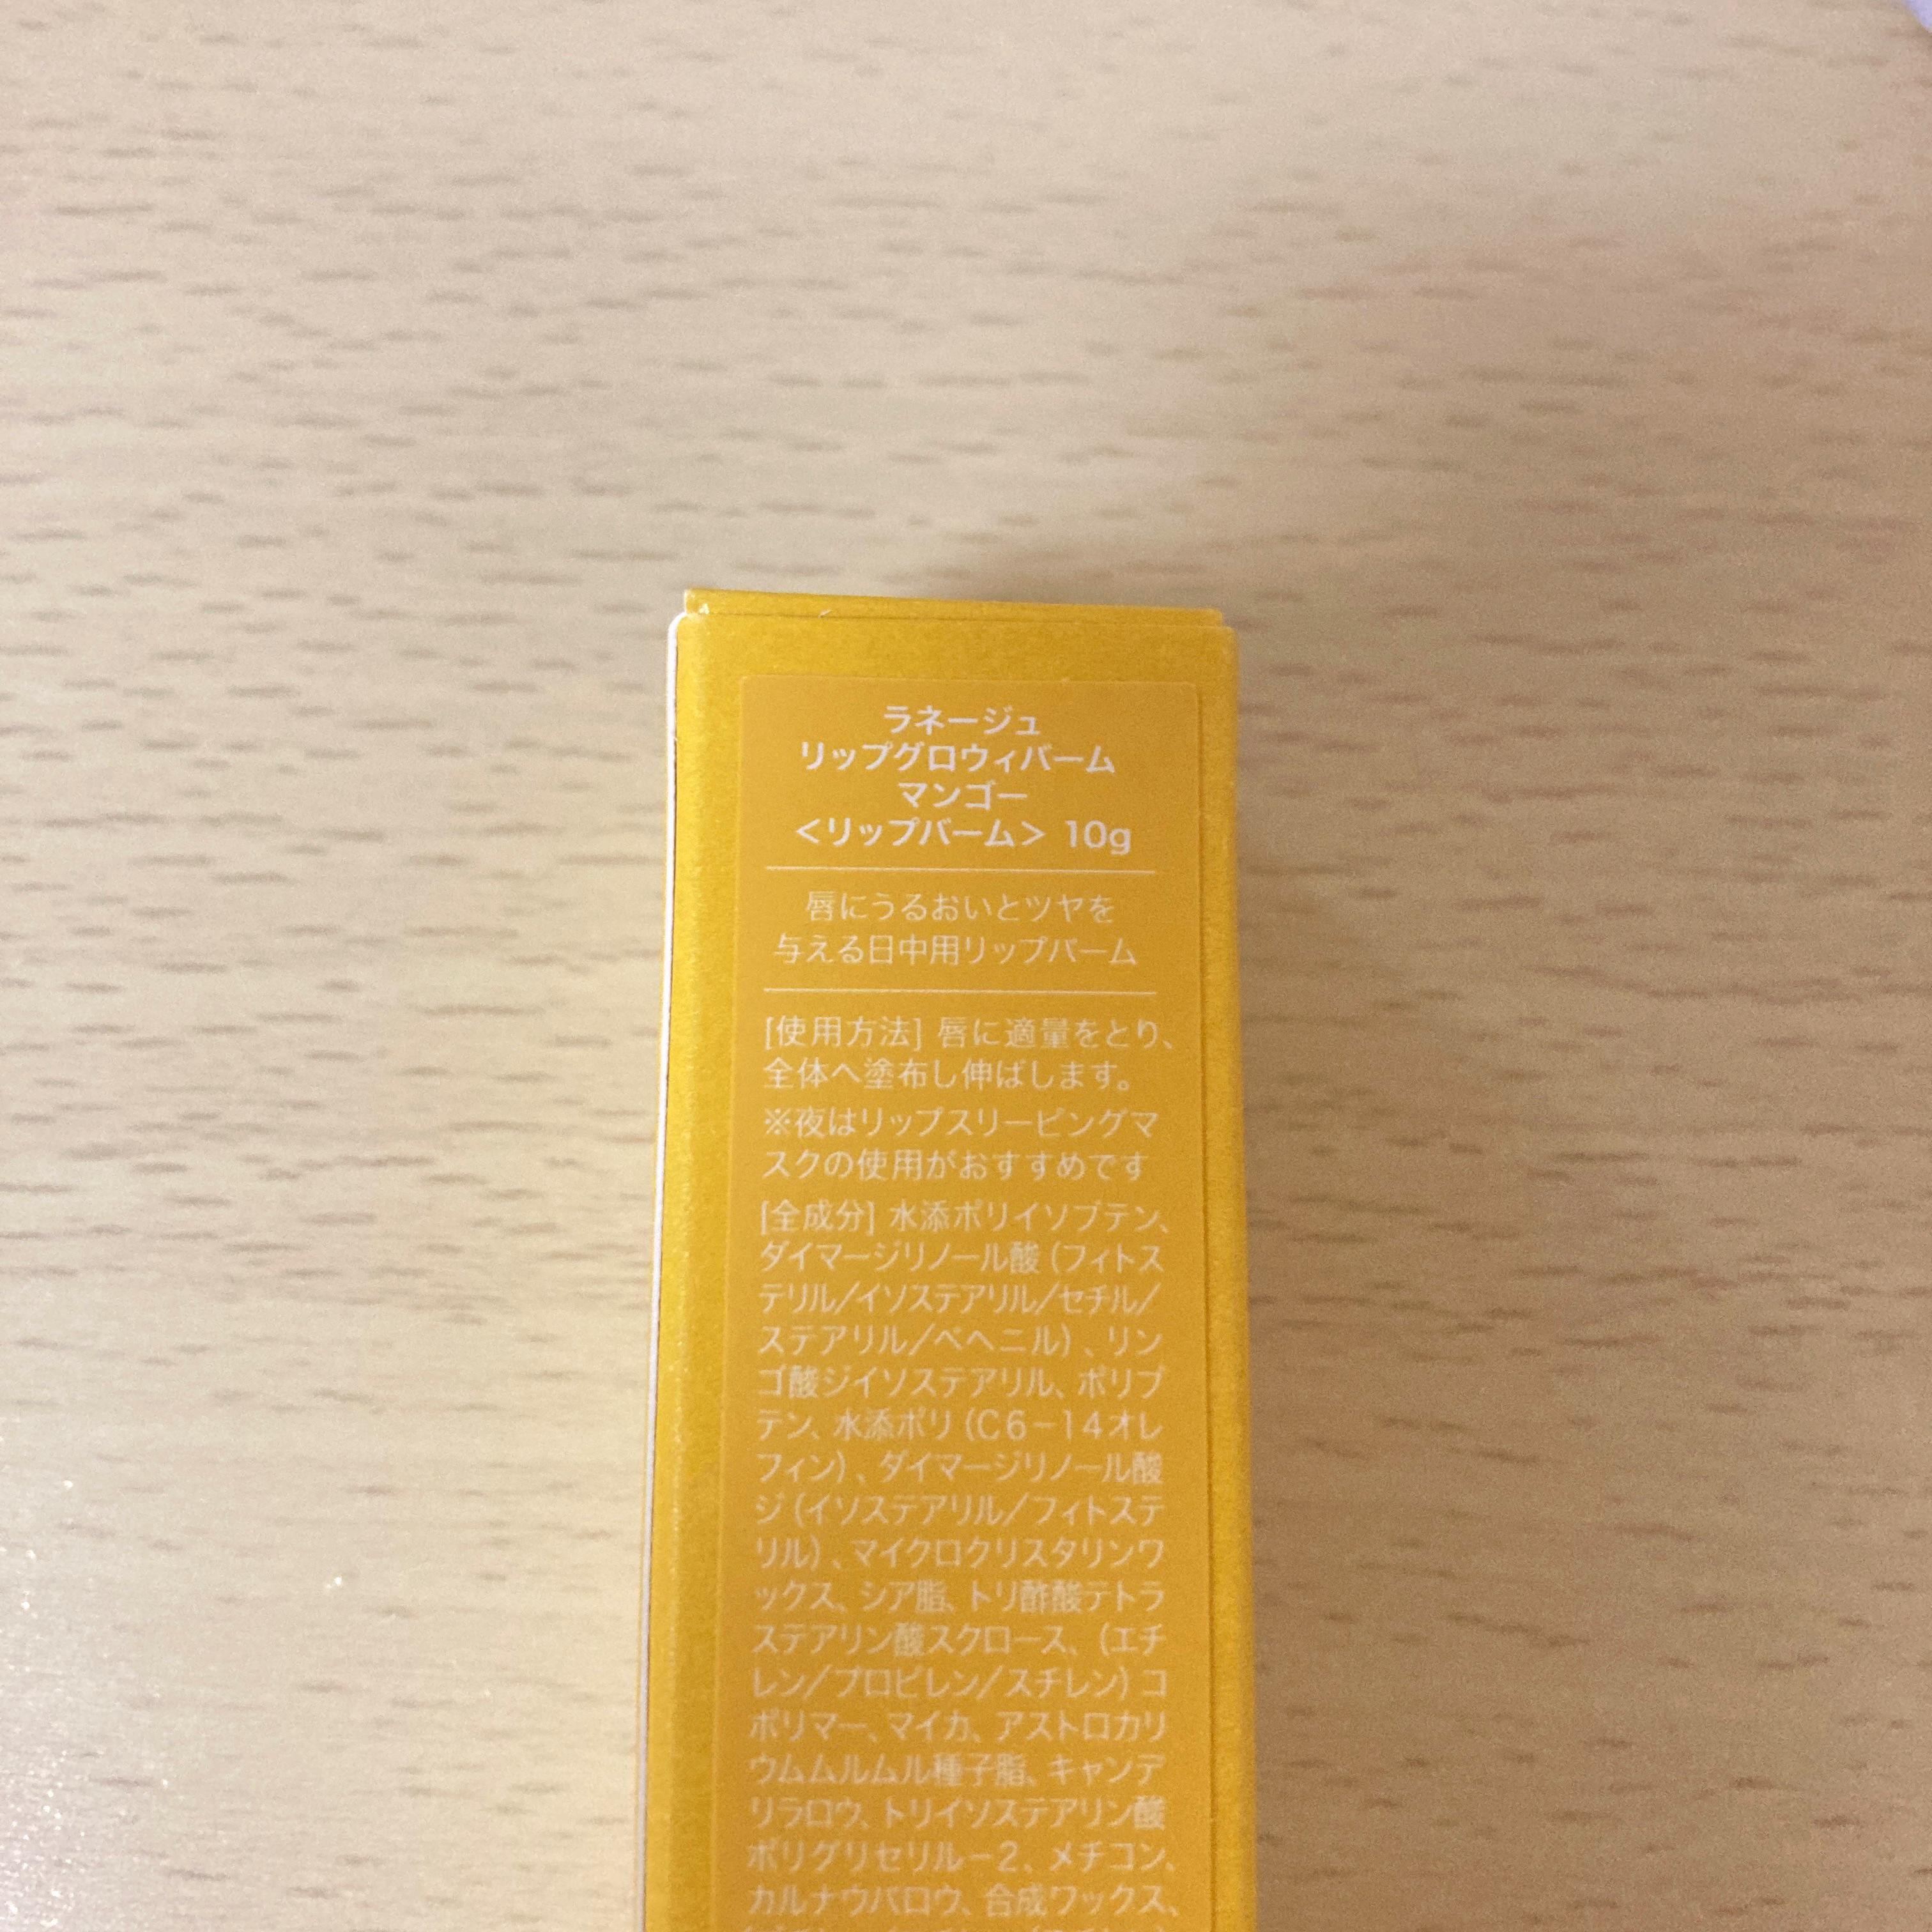 ラネージュ
リップグロウィバーム
マンゴー
＜リップバーム＞ 10g
唇にうるおいとツヤを
与える日中用リップバーム
[使用方法] 唇に適量をとり、
全体へ塗布し伸ばします。
※夜はリップスリーピングマ
スクの使用がおすすめです
[全成分] 水添ポリイソブテン、
ダイマージリノール酸（フィトス
テリル／イソステアリル／セチル／
ステアリル／ベヘニル）、リン
ゴ酸ジイソステアリル、ポリブ
テン、水添ポリ（C６－１４オレ
フィン）、ダイマージリノール酸
ジ（イソステアリル／フィトステ
リル）、マイクロクリスタリンワ
ックス、シア脂、トリ酢酸テトラ
ステアリン酸スクロース、（エチ
レン／プロピレン／スチレン）コ
ポリマー、マイカ、アストロカリ
ウムムルムル種子脂、キャンデ
リラロウ、トリイソステアリン酸
ポリグリセリル－２、メチコン、
カルナウバロウ、合成ワックス、